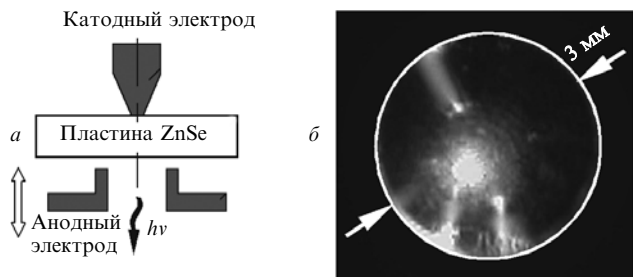 Катодный электрод
а
Пластина ZnSe
Анодный
электрод
hν
б
3 мм